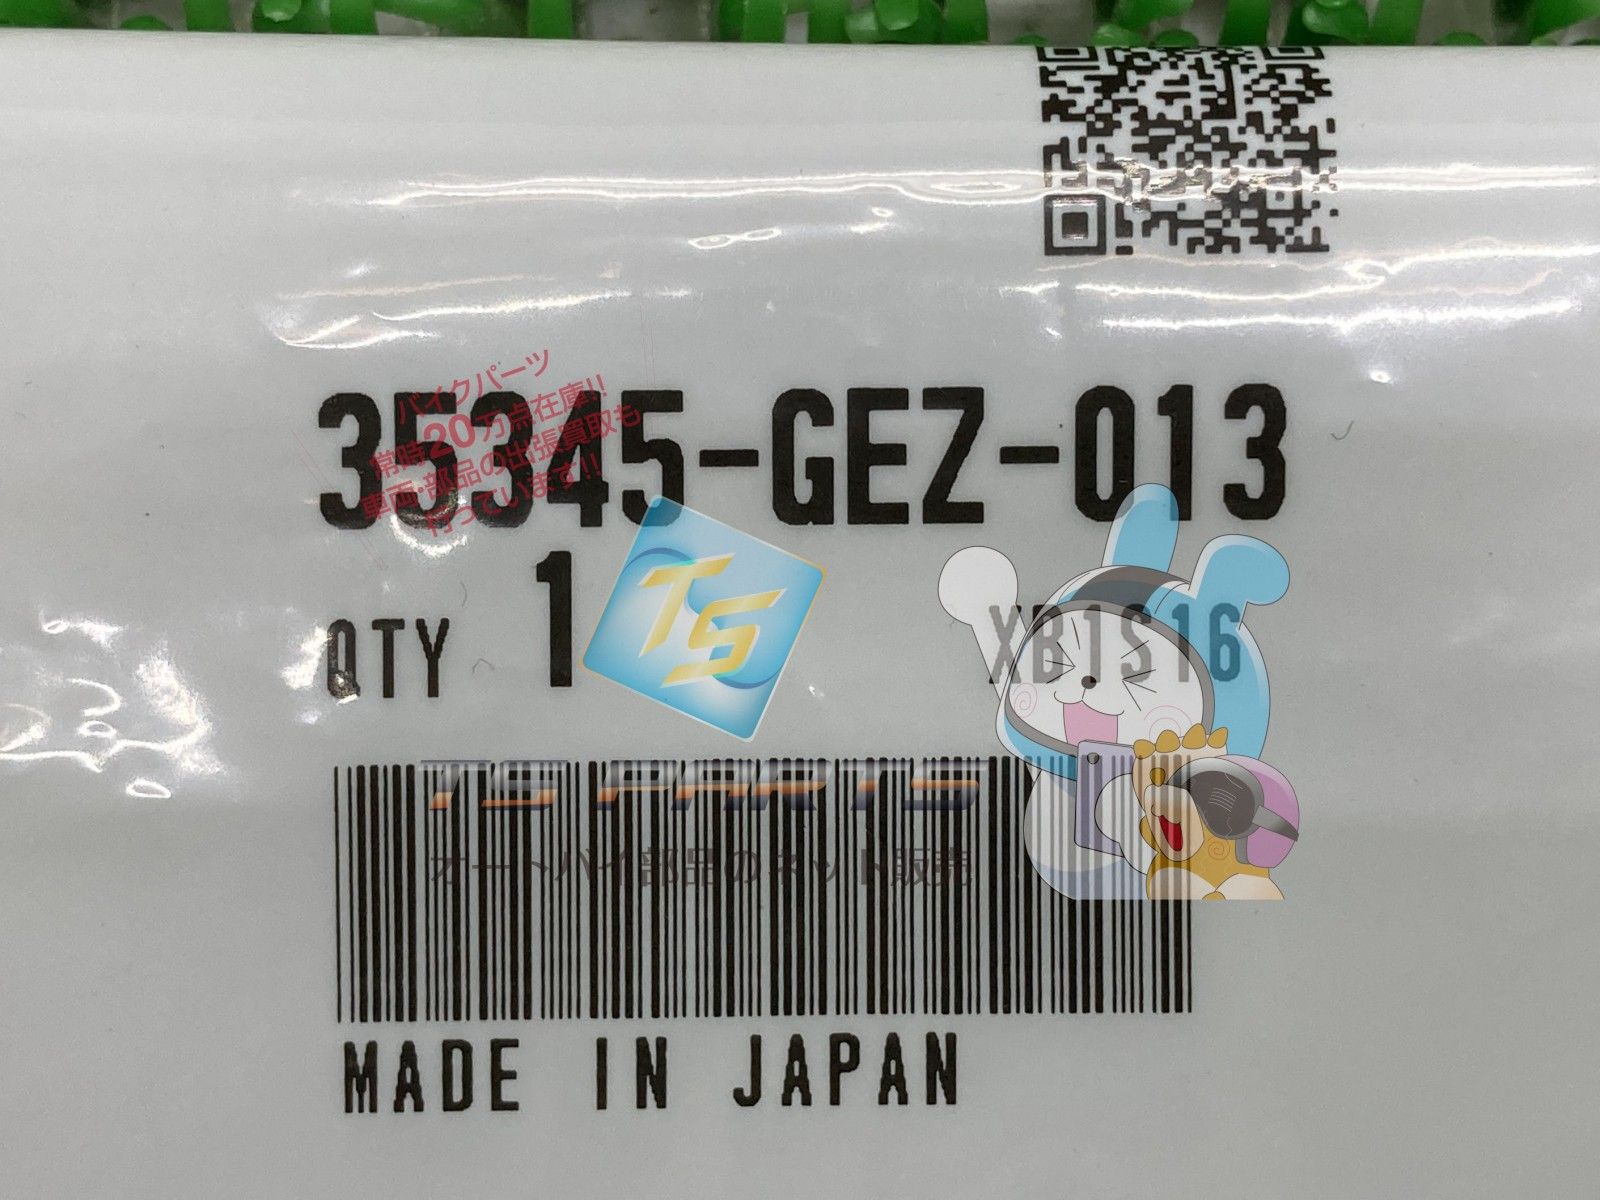 バイクパーツ
常時20万点在庫!!
車両・部品の出張買取も
行っています!!
35345-GEZ-013
QTY 1 XB1S16
TS
TS PARTS
オートバイ部品のネット販売
MADE IN JAPAN